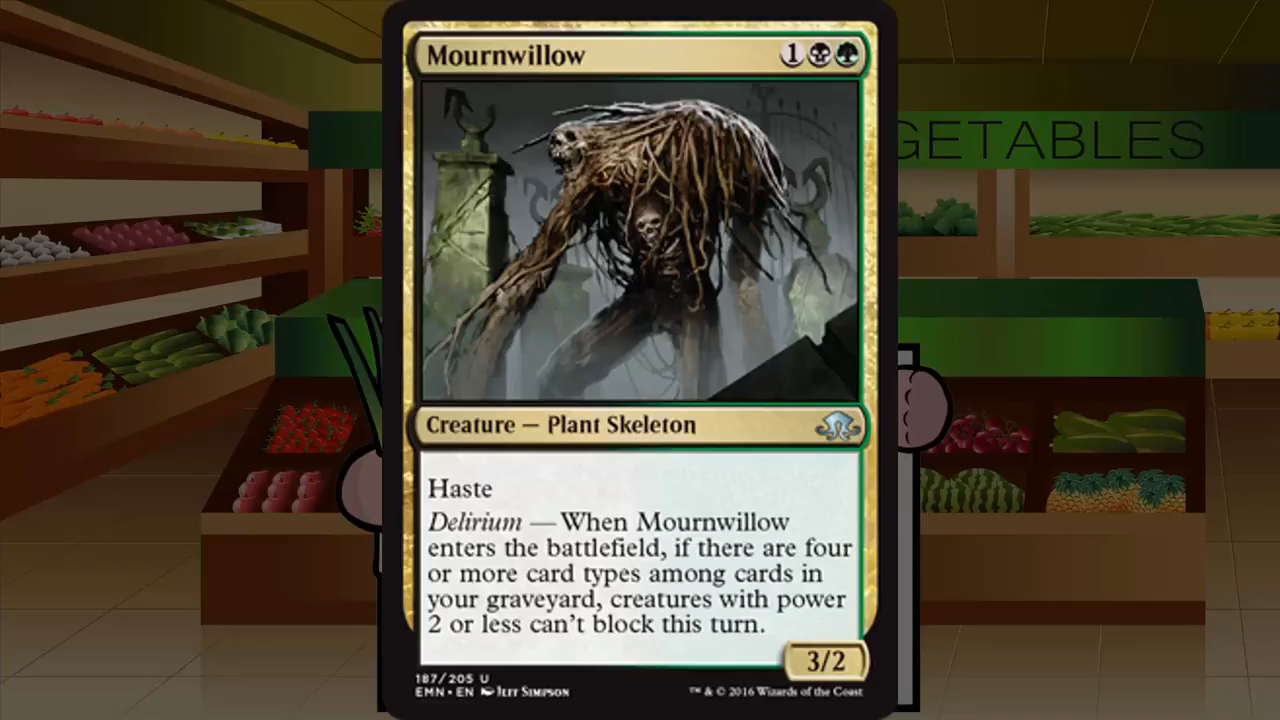 Mournwillow
1
GETABLES
Creature — Plant Skeleton
Haste
Delirium — When Mournwillow
enters the battlefield, if there are four
or more card types among cards in
your graveyard, creatures with power
2 or less can't block this turn.
3/2
187/205 U
EMN • EN Jeff Simpson
™ & © 2016 Wizards of the Coast